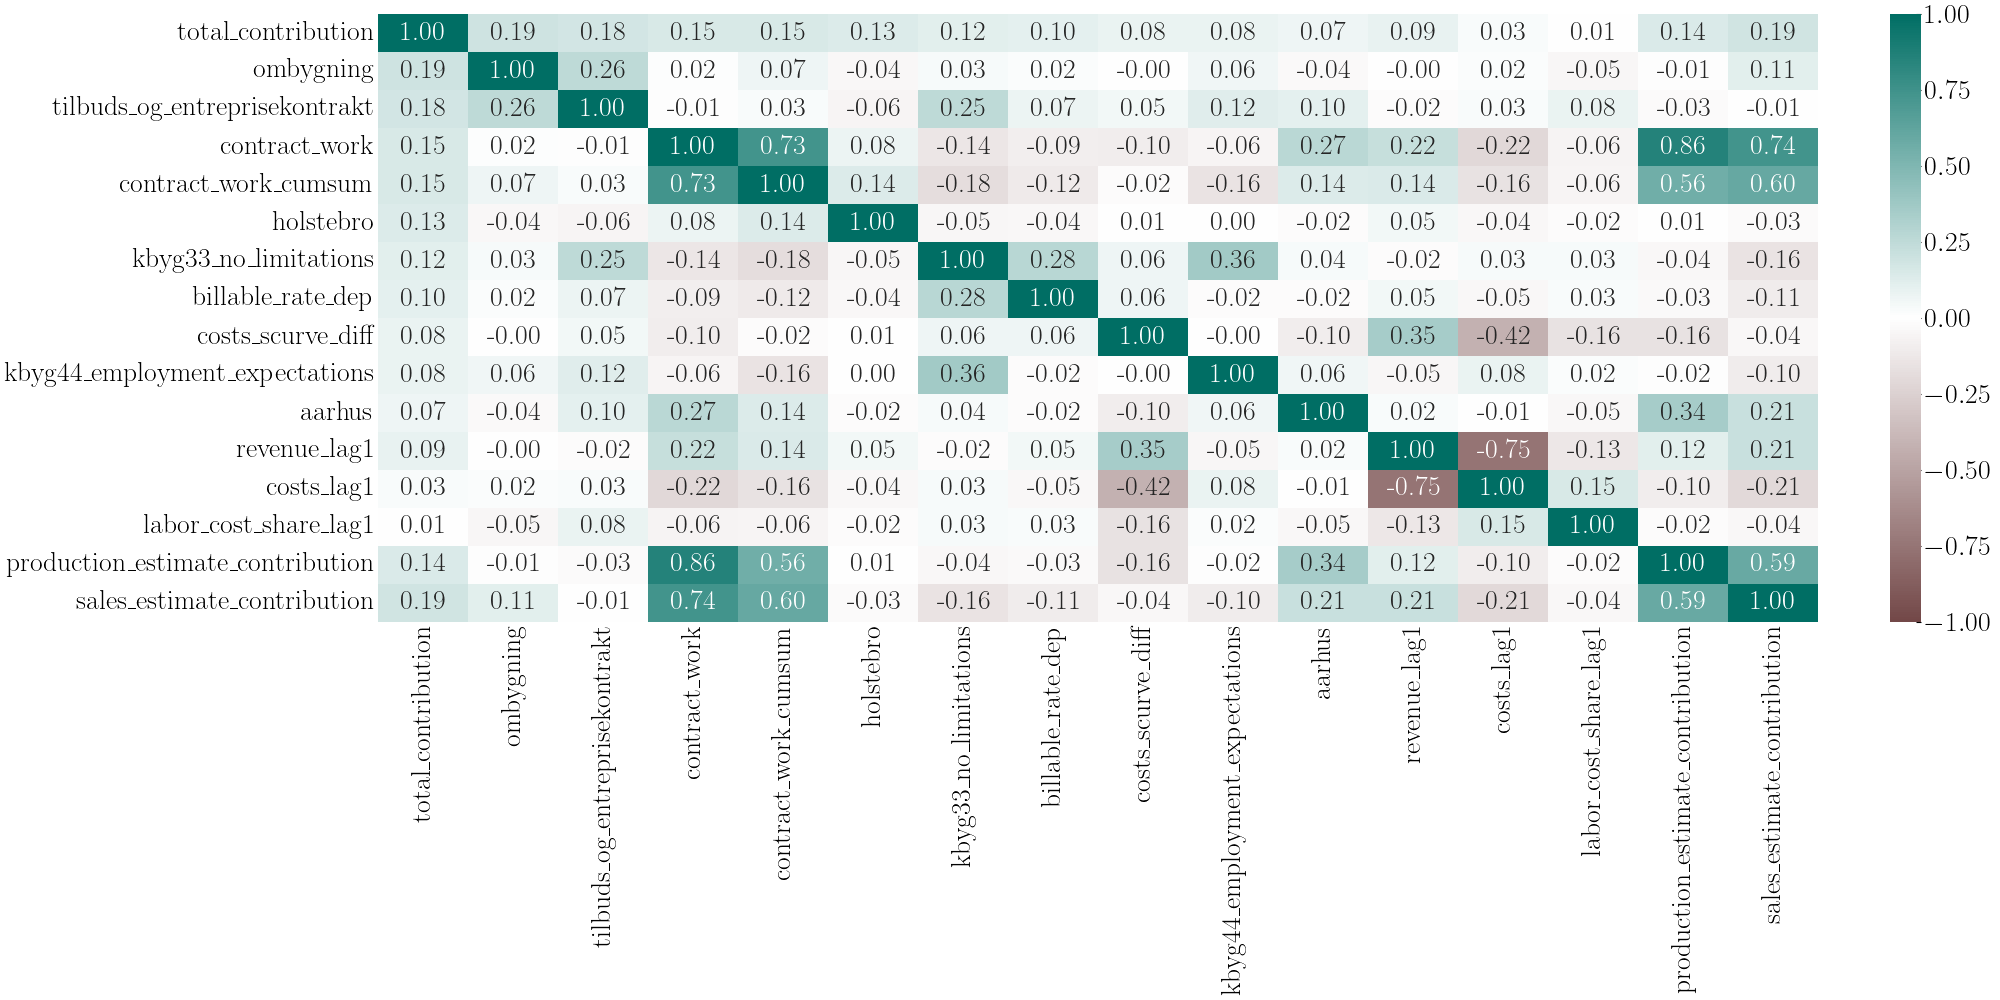 total_contribution 1.00 0.19 0.18 0.15 0.15 0.13 0.12 0.10 0.08 0.08 0.07 0.09 0.03 0.01 0.14 0.19
ombygning 0.19 1.00 0.26 0.02 0.07 -0.04 0.03 0.02 -0.00 0.06 -0.04 -0.00 0.02 -0.05 -0.01 0.11
tilbuds_og_entreprisekontrakt 0.18 0.26 1.00 -0.01 0.03 -0.06 0.25 0.07 0.05 0.12 0.10 -0.02 0.03 0.08 -0.03 -0.01
contract_work 0.15 0.02 -0.01 1.00 0.73 0.08 -0.14 -0.09 -0.10 -0.06 0.27 0.22 -0.22 -0.06 0.86 0.74
contract_work_cumsum 0.15 0.07 0.03 0.73 1.00 0.14 -0.18 -0.12 -0.02 -0.16 0.14 0.14 -0.16 -0.06 0.56 0.60
holstebro 0.13 -0.04 -0.06 0.08 0.14 1.00 -0.05 -0.04 0.01 0.00 -0.02 0.05 -0.04 -0.02 0.01 -0.03
kbyg33_no_limitations 0.12 0.03 0.25 -0.14 -0.18 -0.05 1.00 0.28 0.06 0.36 0.04 -0.02 0.03 0.03 -0.04 -0.16
billable_rate_dep 0.10 0.02 0.07 -0.09 -0.12 -0.04 0.28 1.00 0.06 -0.02 -0.02 0.05 -0.05 0.03 -0.03 -0.11
costs_scurve_diff 0.08 -0.00 0.05 -0.10 -0.02 0.01 0.06 0.06 1.00 -0.00 -0.10 0.35 -0.42 -0.16 -0.16 -0.04
kbyg44_employment_expectations 0.08 0.06 0.12 -0.06 -0.16 0.00 0.36 -0.02 -0.00 1.00 0.06 -0.05 0.08 0.02 -0.02 -0.10
aarhus 0.07 -0.04 0.10 0.27 0.14 -0.02 0.04 -0.02 -0.10 0.06 1.00 0.02 -0.01 -0.05 0.34 0.21
revenue_lag1 0.09 -0.00 -0.02 0.22 0.14 0.05 -0.02 0.05 0.35 -0.05 0.02 1.00 -0.75 -0.13 0.12 0.21
costs_lag1 0.03 0.02 0.03 -0.22 -0.16 -0.04 0.03 -0.05 -0.42 0.08 -0.01 -0.75 1.00 0.15 -0.10 -0.21
labor_cost_share_lag1 0.01 -0.05 0.08 -0.06 -0.06 -0.02 0.03 0.03 -0.16 0.02 -0.05 -0.13 0.15 1.00 -0.02 -0.04
production_estimate_contribution 0.14 -0.01 -0.03 0.86 0.56 0.01 -0.04 -0.03 -0.16 -0.02 0.34 0.12 -0.10 -0.02 1.00 0.59
sales_estimate_contribution 0.19 0.11 -0.01 0.74 0.60 -0.03 -0.16 -0.11 -0.04 -0.10 0.21 0.21 -0.21 -0.04 0.59 1.00
total_contribution
ombygning
tilbuds_og_entreprisekontrakt
contract_work
contract_work_cumsum
holstebro
kbyg33_no_limitations
billable_rate_dep
costs_scurve_diff
kbyg44_employment_expectations
aarhus
revenue_lag1
costs_lag1
labor_cost_share_lag1
production_estimate_contribution
sales_estimate_contribution
1.00
0.75
0.50
0.25
0.00
−0.25
−0.50
−0.75
−1.00